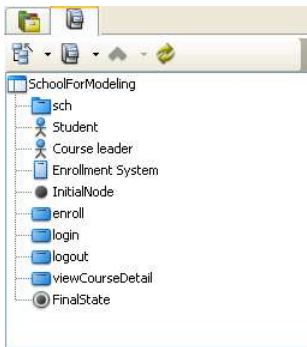 SchoolForModeling
sch
Student
Course leader
Enrollment System
InitialNode
enroll
login
logout
viewCourseDetail
FinalState